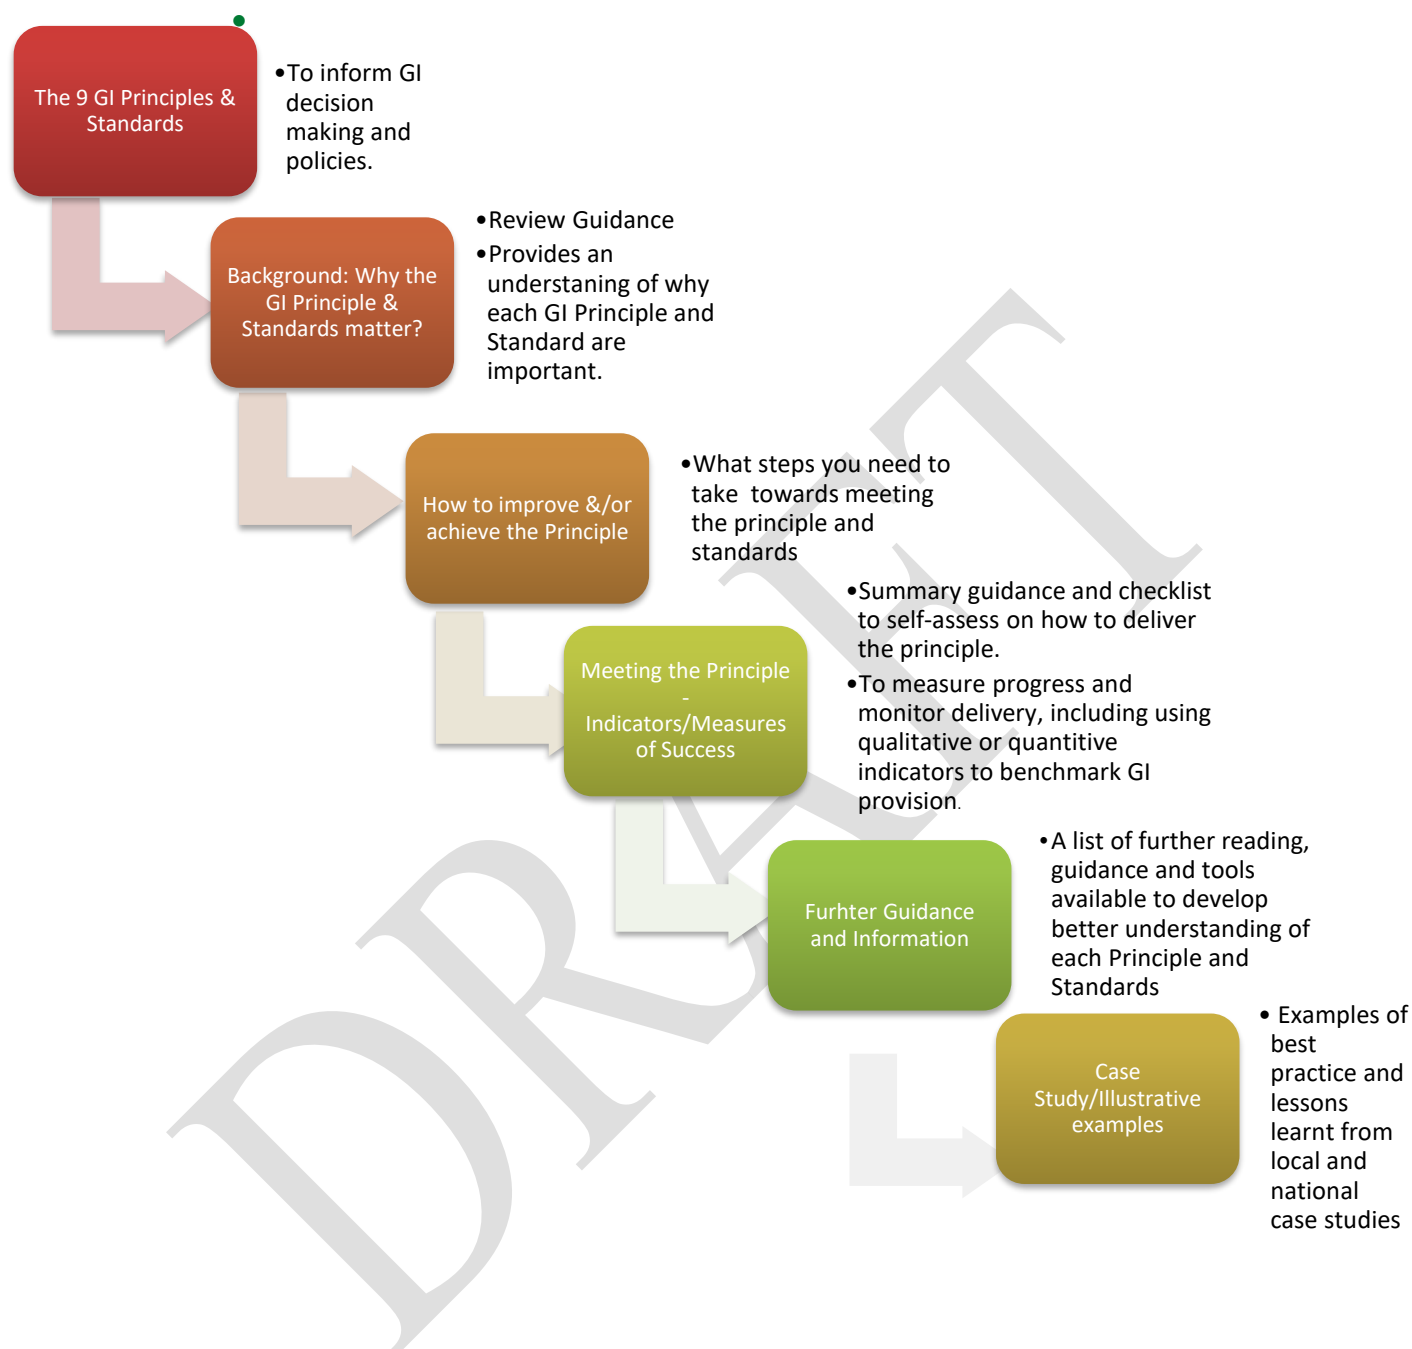 The 9 GI Principles &
Standards
•To inform GI
decision
making and
policies.
Background: Why the
GI Principle &
Standards matter?
•Review Guidance
•Provides an
understaning of why
each GI Principle and
Standard are
important.
How to improve &/or
achieve the Principle
•What steps you need to
take  towards meeting
the principle and
standards
Meeting the Principle
-
Indicators/Measures
of Success
•Summary guidance and checklist
to self-assess on how to deliver
the principle.
•To measure progress and
monitor delivery, including using
qualitative or quantitive
indicators to benchmark GI
provision.
Furhter Guidance
and Information
•A list of further reading,
guidance and tools
available to develop
better understanding of
each Principle and
Standards
Case
Study/Illustrative
examples
• Examples of
best
practice and
lessons
learnt from
local and
national
case studies
DRAFT